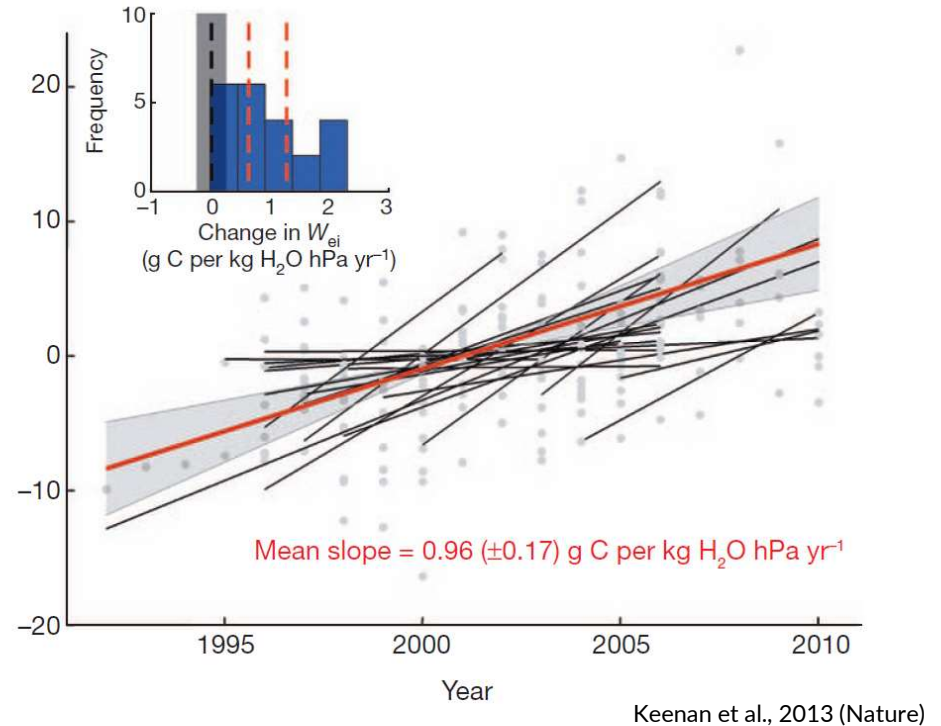 10
5
0
Frequency
−1 0 1 2 3
Change in Wei
(g C per kg H2O hPa yr−1)
20
10
0
−10
−20
Mean slope = 0.96 (±0.17) g C per kg H2O hPa yr−1
1995 2000 2005 2010
Year
Keenan et al., 2013 (Nature)